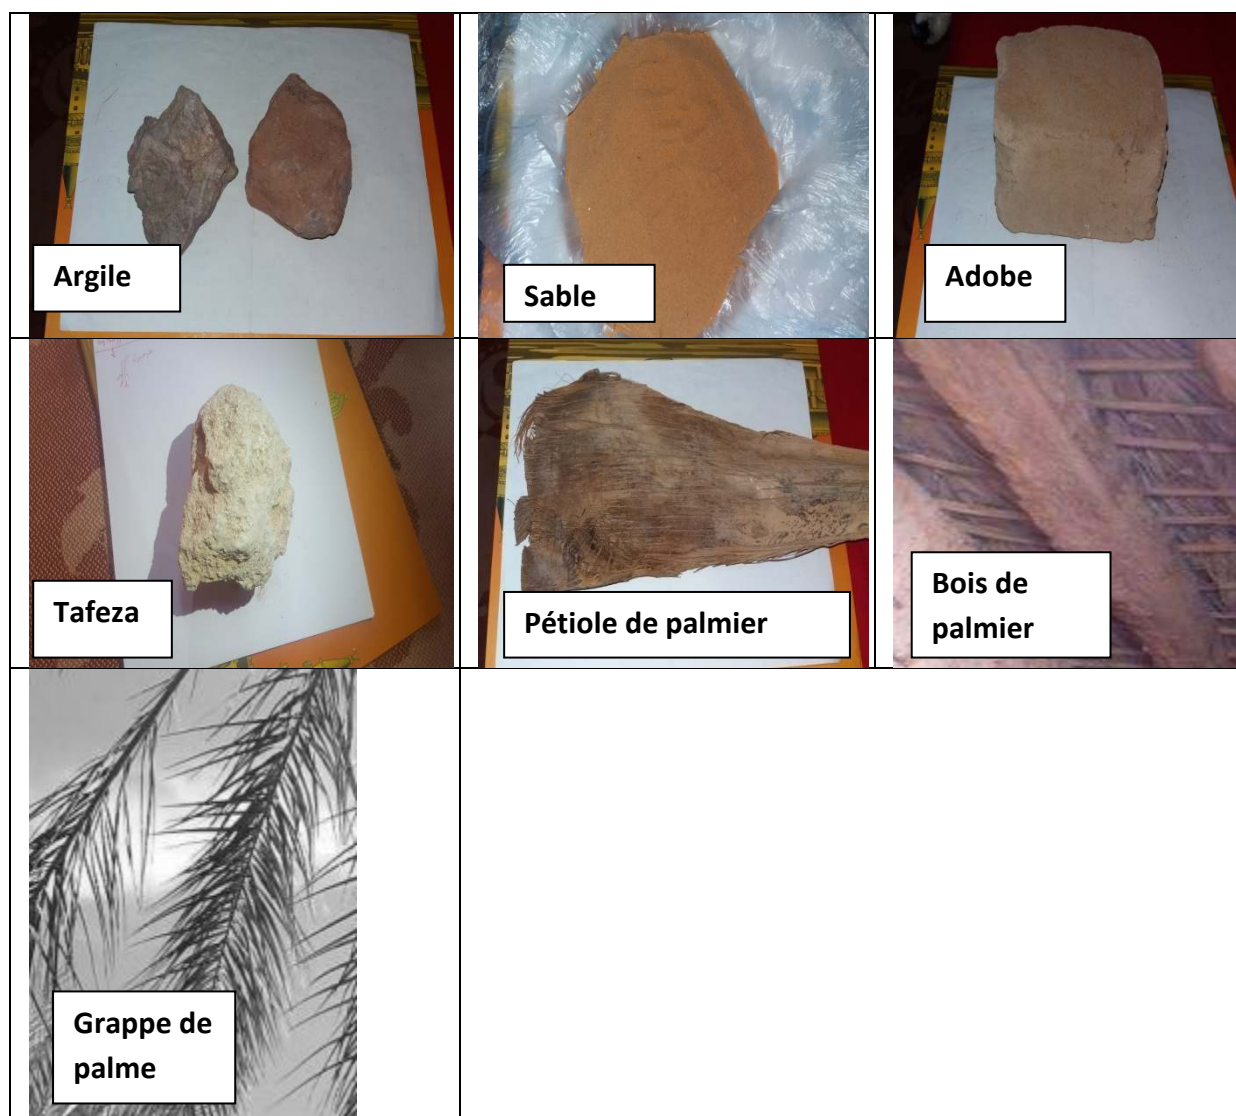 Argile
Sable
Adobe
Tafeza
Pétiole de palmier
Bois de
palmier
Grappe de
palme